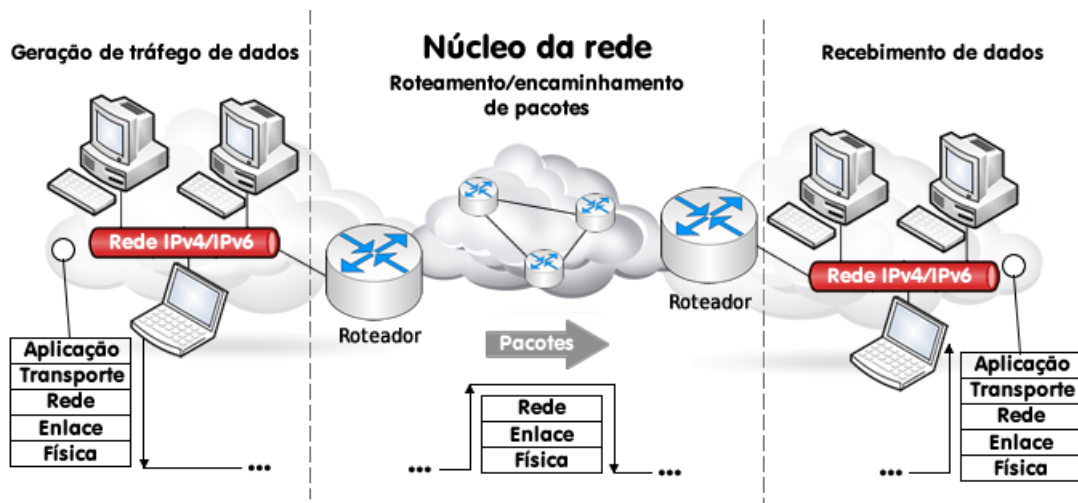 Geração de tráfego de dados
Núcleo da rede
Roteamento/encaminhamento
de pacotes
Recebimento de dados
Rede IPv4/IPv6
Roteador
Pacotes
Roteador
Rede IPv4/IPv6
Aplicação
Transporte
Rede
Enlace
Física
...
...
Rede
Enlace
Física
...
...
Aplicação
Transporte
Rede
Enlace
Física